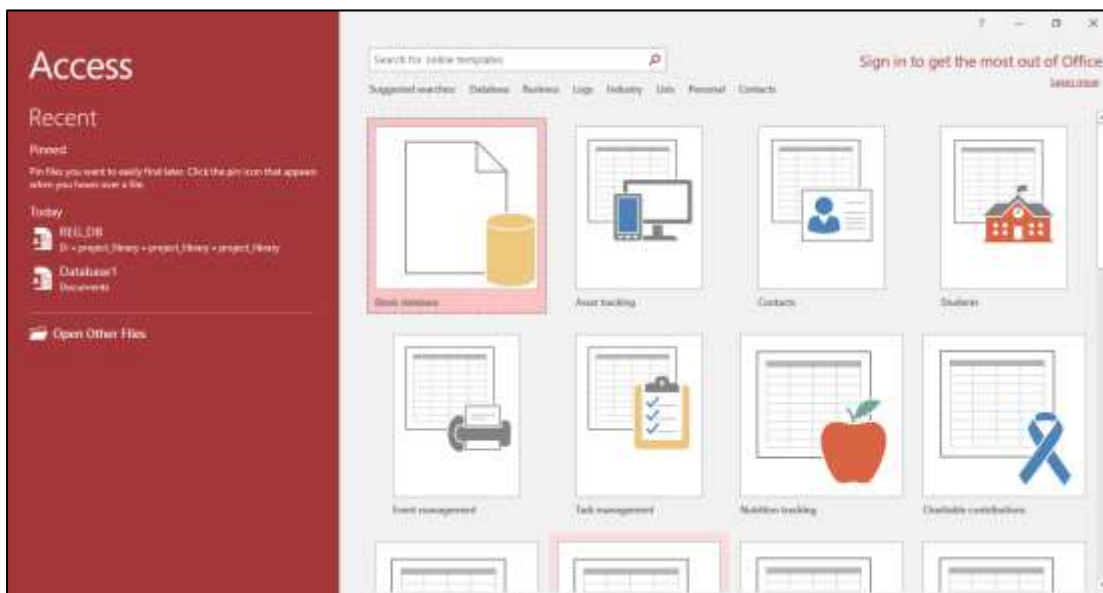 Access
Recent
Pinned
Pin files you want to easily find later. Click the pin icon that appears
when you hover over a file.
Today
REG_DB
D: » project_library » project_library » project_library
Database1
Documents
Open Other Files
? 
Search for online templates
Suggested searches: Database Business Logs Industry Lists Personal Contacts
Sign in to get the most out of Office
Learn more
Blank database
Asset tracking
Contacts
Students
Event management
Task management
Nutrition tracking
Charitable contributions